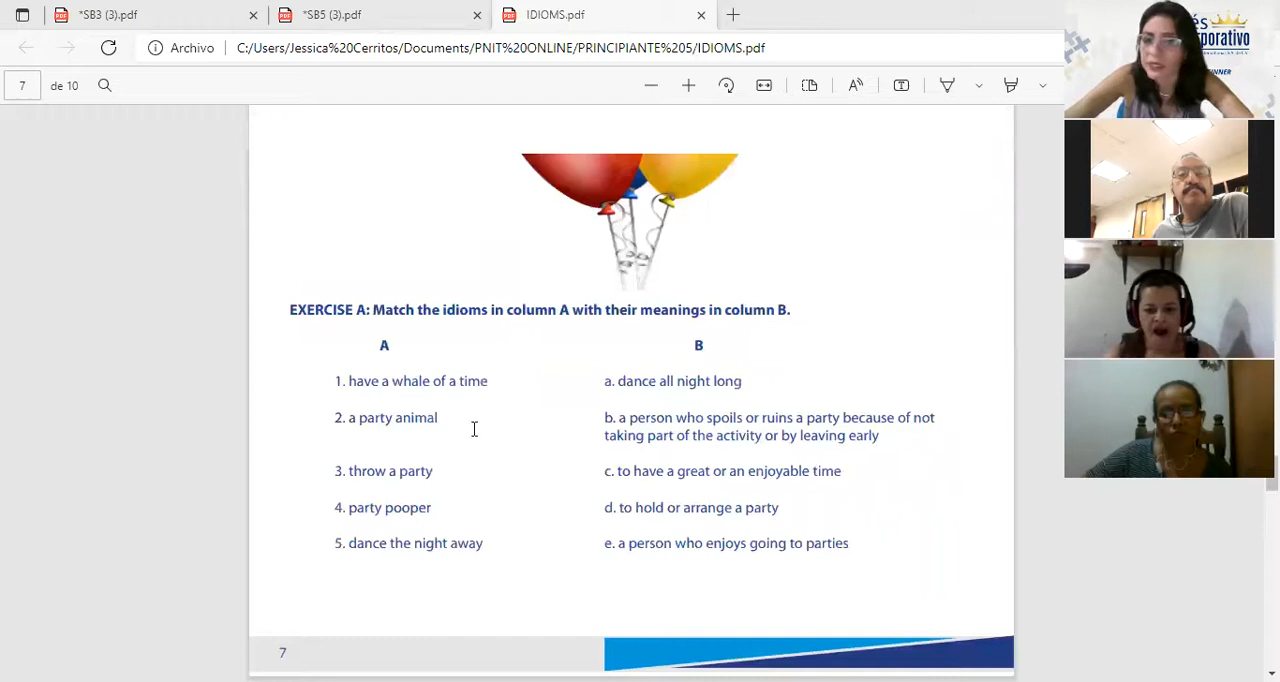 *SB3 (3).pdf
*SB5 (3).pdf
IDIOMS.pdf
Archivo
C:/Users/Jessica%20Cerritos/Documents/PNIT%20ONLINE/PRINCIPIANTE%205/IDIOMS.pdf
7 de 10
EXERCISE A: Match the idioms in column A with their meanings in column B.
A
B
1. have a whale of a time
a. dance all night long
2. a party animal
b. a person who spoils or ruins a party because of not
taking part of the activity or by leaving early
3. throw a party
c. to have a great or an enjoyable time
4. party pooper
d. to hold or arrange a party
5. dance the night away
e. a person who enjoys going to parties
7
és
rporativo
INNER